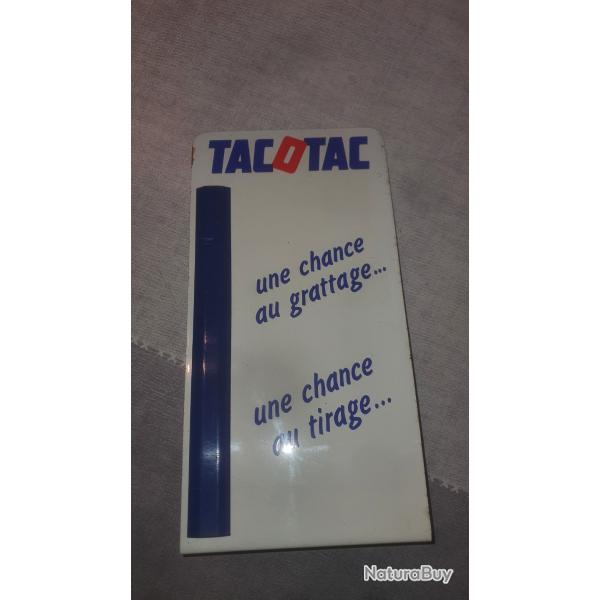 TACOTAC
une chance
au grattage...
une chance
au tirage...
NaturaBuy